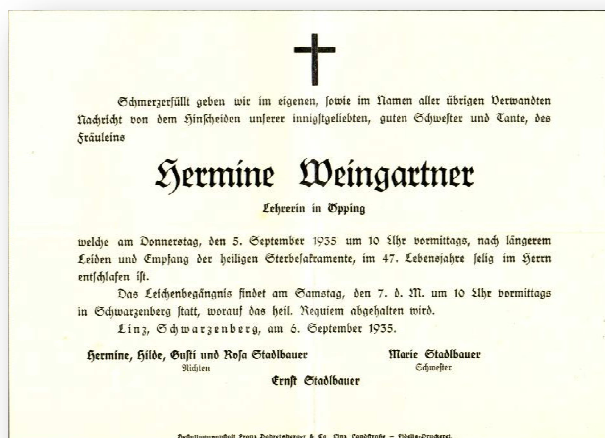 Schmerzerfüllt geben wir im eigenen, sowie im Namen aller übrigen Verwandten
Nachricht von dem Hinscheiden unserer innigstgeliebten, guten Schwester und Tante, des
Fräuleins
Hermine Weingartner
Lehrerin in Öpping
welche am Donnerstag, den 5. September 1935 um 10 Uhr vormittags, nach längerem
Leiden und Empfang der heiligen Sterbesakramente, im 47. Lebensjahre selig im Herrn
entschlafen ist.
Das Leichenbegängnis findet am Samstag, den 7. d. M. um 10 Uhr vormittags
in Schwarzenberg statt, worauf das heil. Requiem abgehalten wird.
Linz, Schwarzenberg, am 6. September 1935.
Hermine, Hilde, Gusti und Rosa Stadlbauer
Nichten
Marie Stadlbauer
Schwester
Ernst Stadlbauer
& Co. Linz, Landstraße –